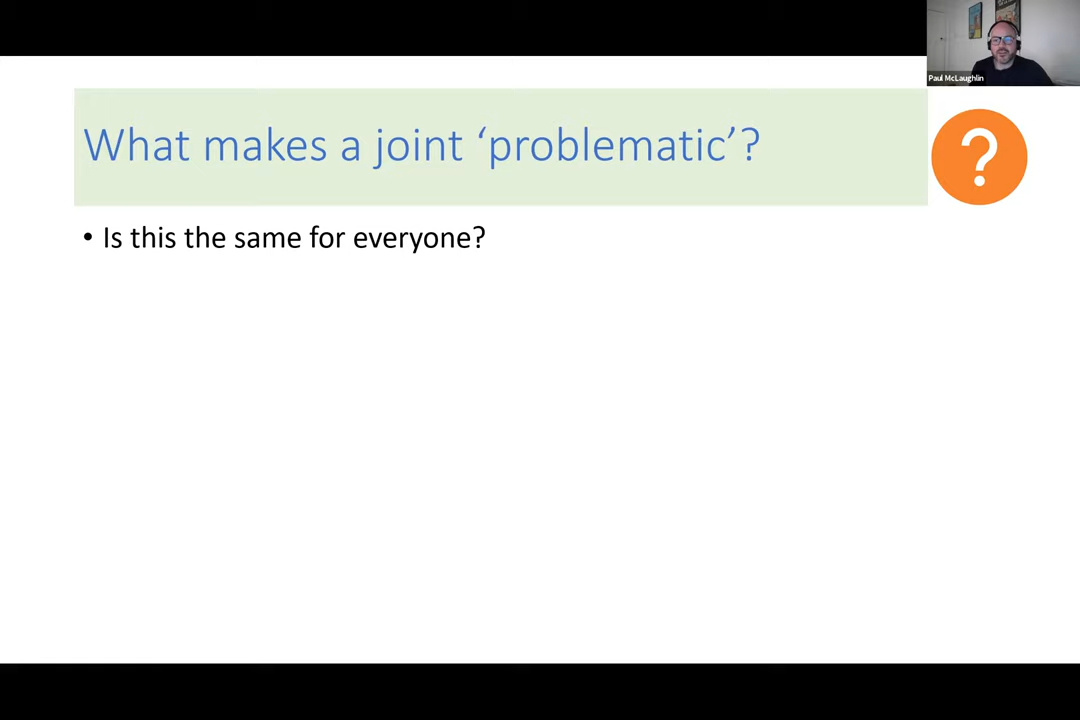 Paul McLaughlin
What makes a joint ‘problematic’?
?
• Is this the same for everyone?